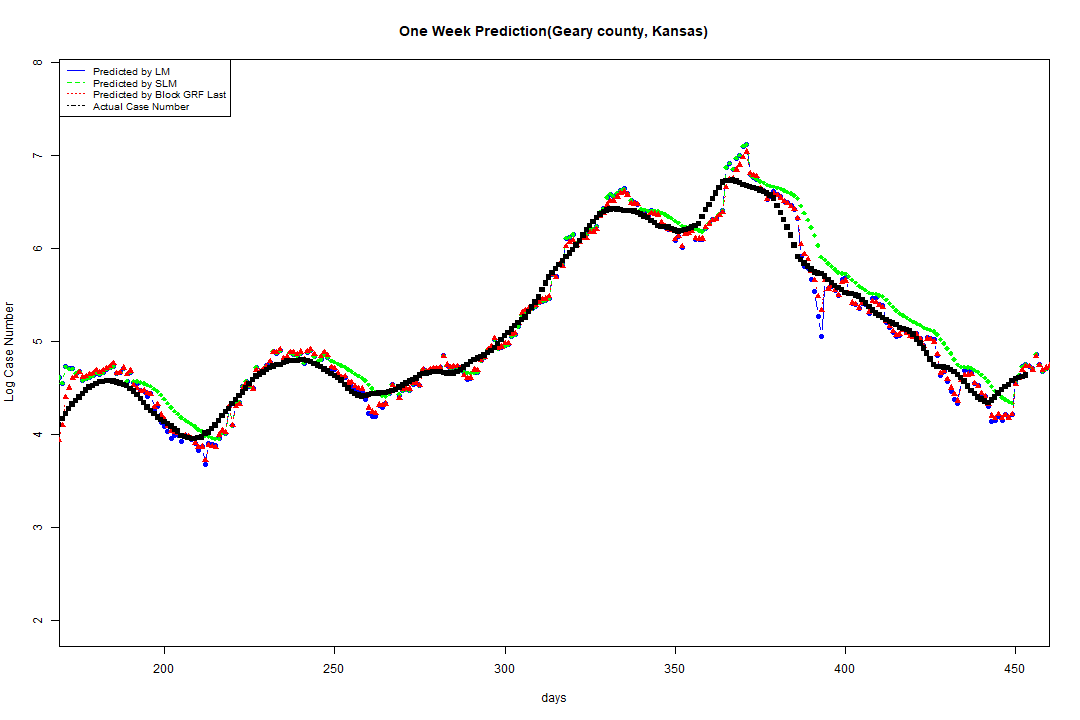 One Week Prediction(Geary county, Kansas)
Predicted by LM
Predicted by SLM
Predicted by Block GRF Last
Actual Case Number
8
7
6
5
4
3
2
Log Case Number
200 250 300 350 400 450
days